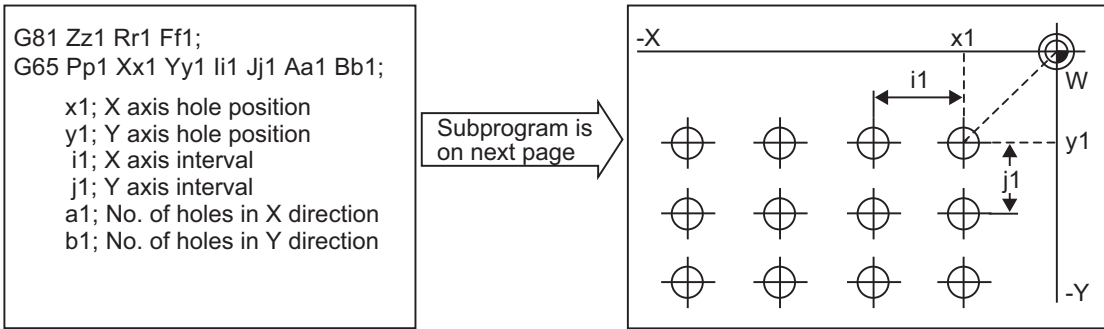 G81 Zz1 Rr1 Ff1;
G65 Pp1 Xx1 Yy1 Ii1 Jj1 Aa1 Bb1;
x1; X axis hole position
y1; Y axis hole position
i1; X axis interval
j1; Y axis interval
a1; No. of holes in X direction
b1; No. of holes in Y direction
Subprogram is
on next page
-X
x1
W
i1
y1
j1
-Y